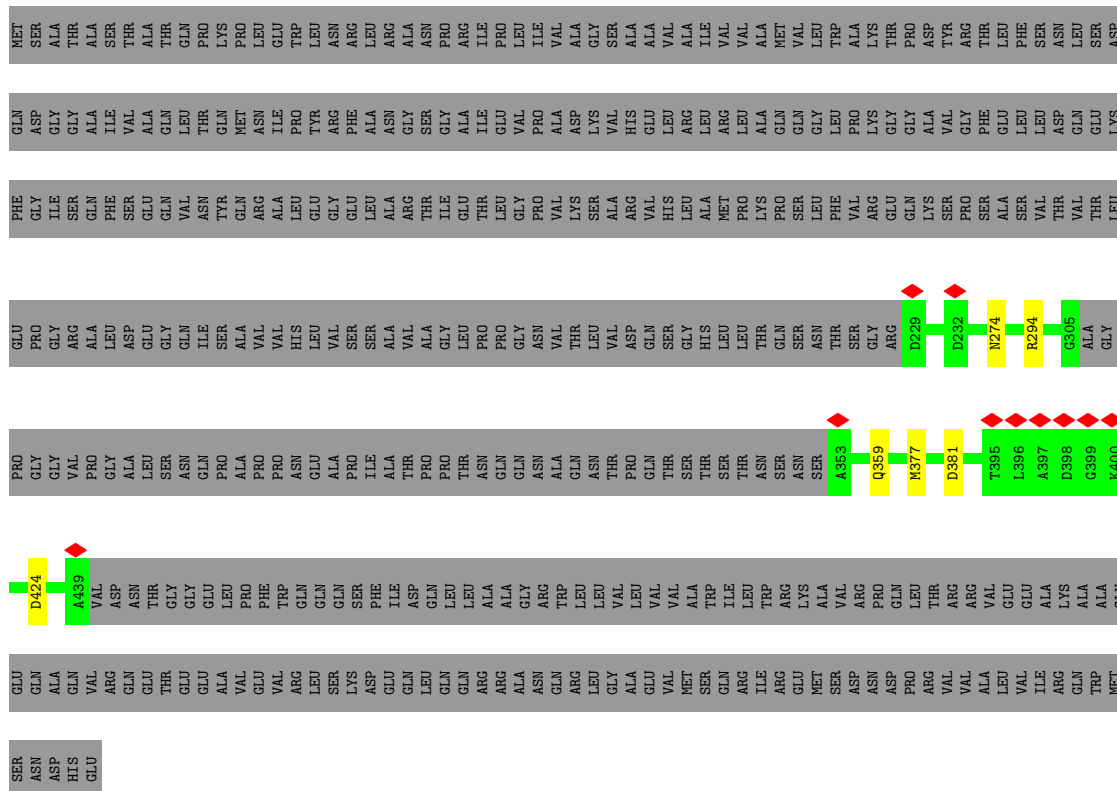 MET SER ALA THR ALA SER THR ALA THR GLN PRO LYS PRO LEU GLU TRP LEU ASN ARG LEU ARG ALA ASN PRO ARG ILE PRO LEU ILE VAL ALA GLY SER ALA ALA VAL ALA ILE VAL VAL ALA MET VAL LEU TRP ALA LYS THR PRO ASP TYR ARG THR LEU PHE SER ASN LEU SER ASP
GLN ASP GLY GLY ALA ILE VAL ALA GLN LEU THR GLN MET ASN ILE PRO TYR ARG PHE ALA ASN GLY SER GLY ALA ILE GLU VAL PRO ALA ASP LYS VAL HIS GLU LEU ARG LEU ARG LEU ALA GLN GLN GLY LEU PRO LYS GLY GLY ALA VAL GLY PHE GLU LEU LEU ASP GLN GLU LYS
PHE GLY ILE SER GLN PHE SER GLU GLN VAL ASN TYR GLN ARG ALA LEU GLU GLY GLU LEU ALA ARG THR ILE GLU THR LEU GLY PRO VAL LYS SER ALA ARG VAL HIS LEU ALA MET PRO LYS PRO SER LEU PHE VAL ARG GLU GLN LYS SER PRO SER ALA SER VAL THR VAL THR LEU
GLU PRO GLY ARG ALA LEU ASP GLU GLY GLN ILE SER ALA VAL VAL HIS LEU VAL SER SER ALA VAL ALA GLY LEU PRO PRO GLY ASN VAL THR LEU VAL ASP GLN SER GLY HIS LEU LEU THR GLN SER ASN THR SER GLY ARG D229 D232 N274 R294 G305 ALA GLY
PRO GLY GLY VAL PRO GLY ALA LEU SER ASN GLN PRO ALA PRO PRO ASN GLU ALA PRO ILE ALA THR PRO PRO THR ASN GLN GLN ASN ALA GLN ASN THR PRO GLN THR SER THR SER THR ASN SER ASN SER A353 Q359 M377 D381 T395 L396 A397 D398 G399 K400
D424 A439 VAL ASP ASN THR GLY GLY GLU LEU PRO PHE TRP GLN GLN GLN SER PHE ILE ASP GLN LEU LEU ALA ALA GLY ARG TRP LEU LEU VAL LEU VAL VAL ALA TRP ILE LEU TRP ARG LYS ALA VAL ARG PRO GLN LEU THR ARG ARG VAL GLU GLU ALA LYS ALA ALA
GLU GLN ALA GLN VAL ARG GLN GLU THR GLU GLU ALA VAL GLU VAL ARG LEU SER LYS ASP GLU GLN LEU GLN GLN ARG ARG ALA ASN GLN ARG LEU GLY ALA GLU VAL MET SER GLN ARG ILE ARG GLU MET SER ASP ASN ASP PRO ARG VAL VAL ALA LEU VAL ILE ARG GLN TRP MET
SER ASN ASP HIS GLU